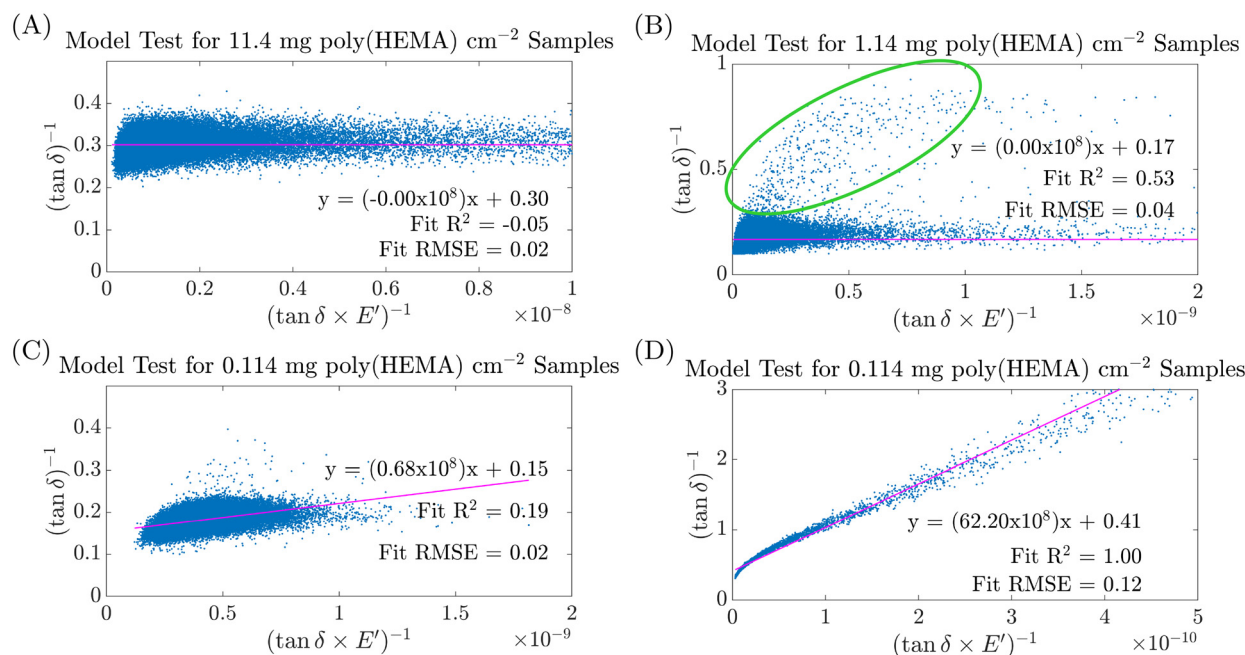 (A)
Model Test for 11.4 mg poly(HEMA) cm⁻² Samples
0.5
0.4
0.3
0.2
0.1
0
(tan δ)⁻¹
y = (-0.00x10⁸)x + 0.30
Fit R² = -0.05
Fit RMSE = 0.02
0 0.2 0.4 0.6 0.8 1
(tan δ × E′)⁻¹
×10⁻⁸
(B)
Model Test for 1.14 mg poly(HEMA) cm⁻² Samples
1
0.5
0
(tan δ)⁻¹
y = (0.00x10⁸)x + 0.17
Fit R² = 0.53
Fit RMSE = 0.04
0 0.5 1 1.5 2
(tan δ × E′)⁻¹
×10⁻⁹
(C)
Model Test for 0.114 mg poly(HEMA) cm⁻² Samples
0.5
0.4
0.3
0.2
0.1
0
(tan δ)⁻¹
y = (0.68x10⁸)x + 0.15
Fit R² = 0.19
Fit RMSE = 0.02
0 0.5 1 1.5 2
(tan δ × E′)⁻¹
×10⁻⁹
(D)
Model Test for 0.114 mg poly(HEMA) cm⁻² Samples
3
2
1
0
(tan δ)⁻¹
y = (62.20x10⁸)x + 0.41
Fit R² = 1.00
Fit RMSE = 0.12
0 1 2 3 4 5
(tan δ × E′)⁻¹
×10⁻¹⁰